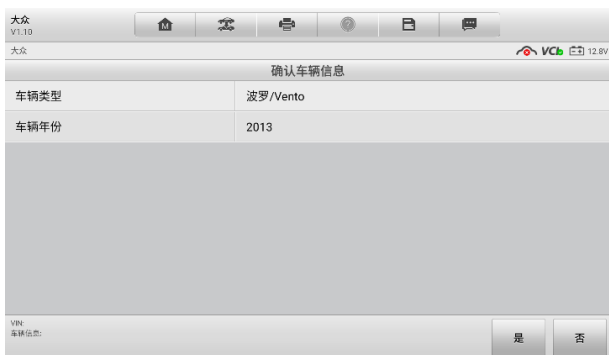 大众
V1.10
大众
VCI 12.8V
确认车辆信息
车辆类型 波罗/Vento
车辆年份 2013
VIN:
车辆信息:
是 否